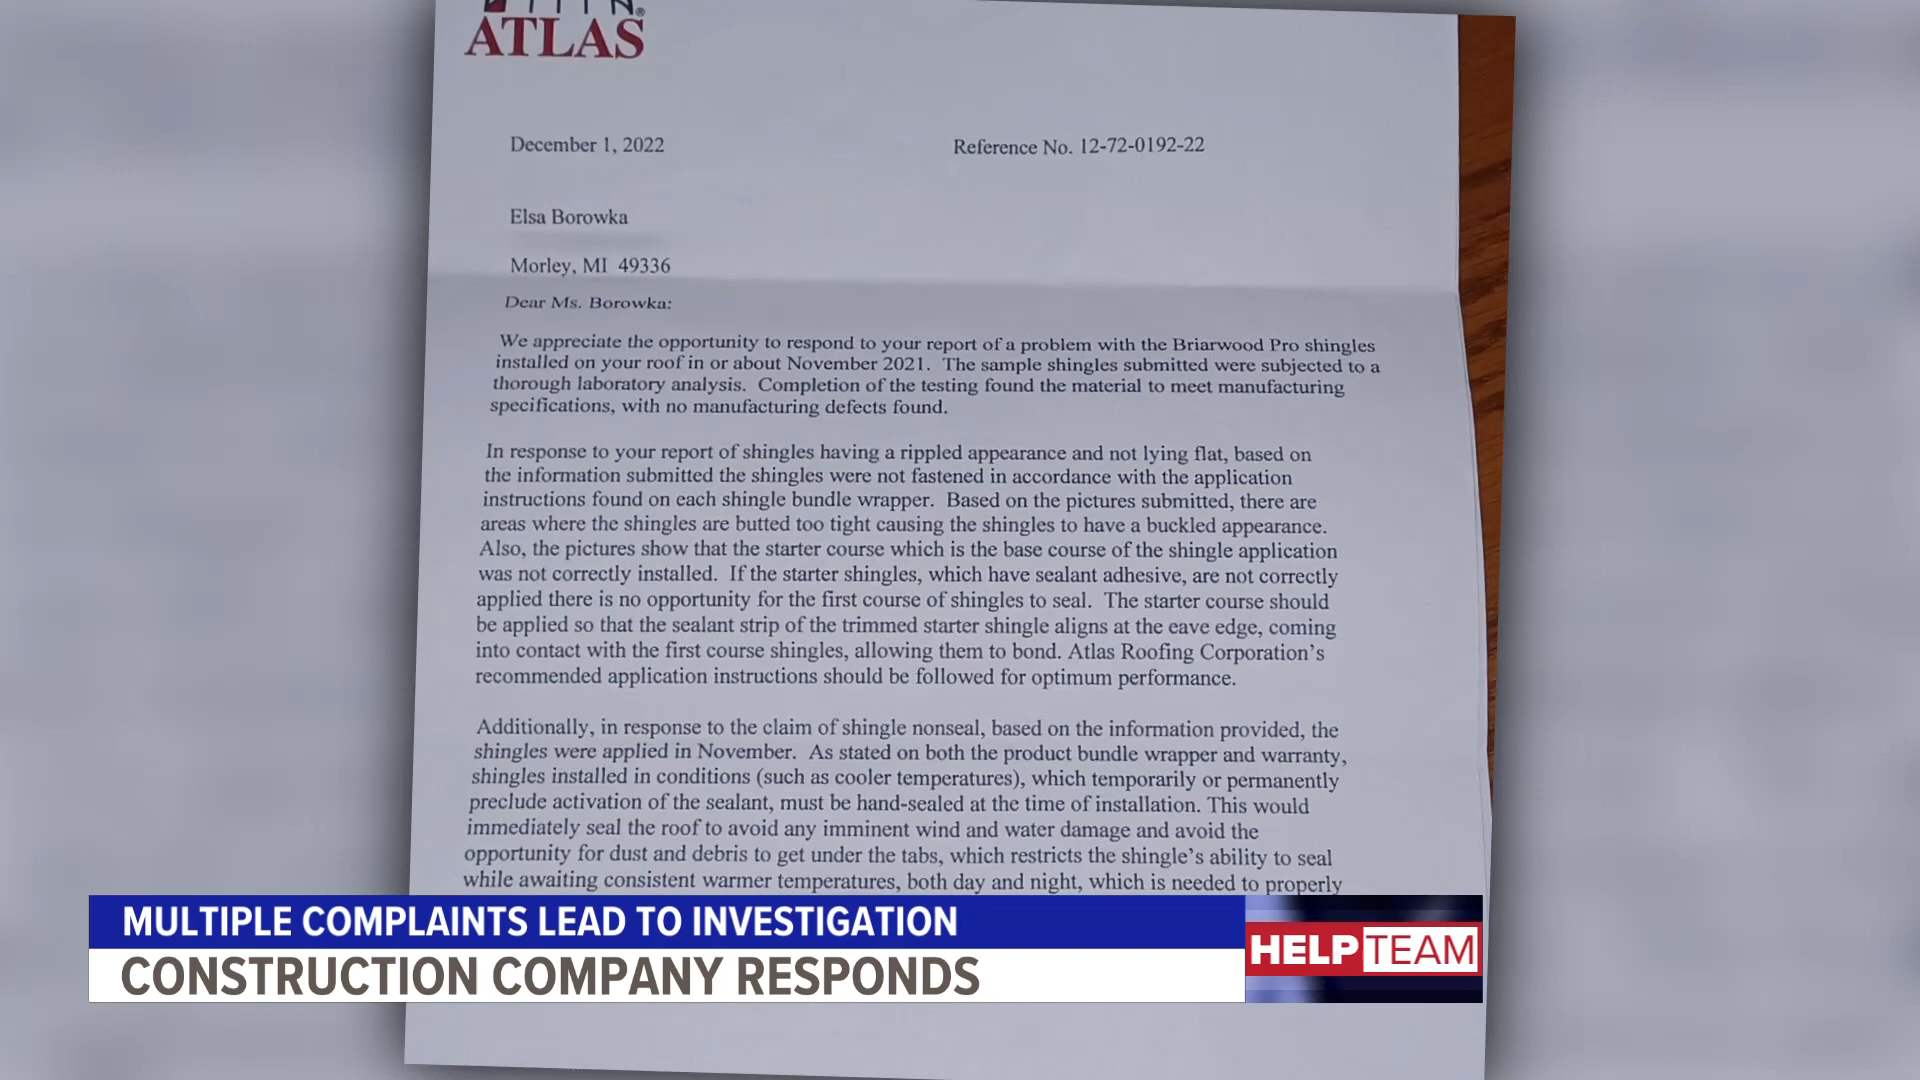 ATLAS
December 1, 2022
Reference No. 12-72-0192-22
Elsa Borowka
Morley, MI 49336
Dear Ms. Borowka:
We appreciate the opportunity to respond to your report of a problem with the Briarwood Pro shingles
installed on your roof in or about November 2021. The sample shingles submitted were subjected to a
thorough laboratory analysis. Completion of the testing found the material to meet manufacturing
specifications, with no manufacturing defects found.
In response to your report of shingles having a rippled appearance and not lying flat, based on
the information submitted the shingles were not fastened in accordance with the application
instructions found on each shingle bundle wrapper. Based on the pictures submitted, there are
areas where the shingles are butted too tight causing the shingles to have a buckled appearance.
Also, the pictures show that the starter course which is the base course of the shingle application
was not correctly installed. If the starter shingles, which have sealant adhesive, are not correctly
applied there is no opportunity for the first course of shingles to seal. The starter course should
be applied so that the sealant strip of the trimmed starter shingle aligns at the eave edge, coming
into contact with the first course shingles, allowing them to bond. Atlas Roofing Corporation's
recommended application instructions should be followed for optimum performance.
Additionally, in response to the claim of shingle nonseal, based on the information provided, the
shingles were applied in November. As stated on both the product bundle wrapper and warranty,
shingles installed in conditions (such as cooler temperatures), which temporarily or permanently
preclude activation of the sealant, must be hand-sealed at the time of installation. This would
immediately seal the roof to avoid any imminent wind and water damage and avoid the
opportunity for dust and debris to get under the tabs, which restricts the shingle's ability to seal
while awaiting consistent warmer temperatures, both day and night, which is needed to properly
MULTIPLE COMPLAINTS LEAD TO INVESTIGATION
CONSTRUCTION COMPANY RESPONDS
HELP TEAM